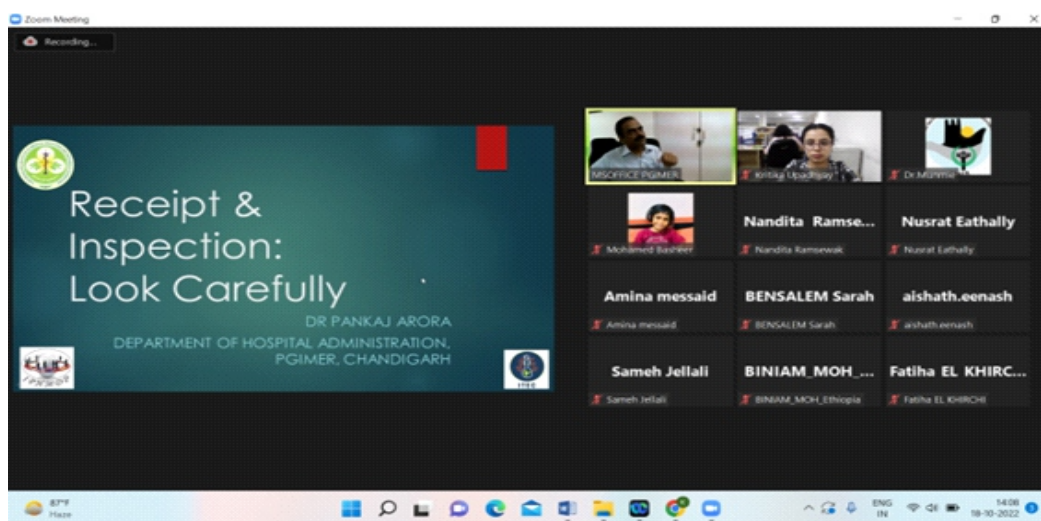 Zoom Meeting
Recording...
Receipt &
Inspection:
Look Carefully
DR PANKAJ ARORA
DEPARTMENT OF HOSPITAL ADMINISTRATION,
PGIMER, CHANDIGARH
ITEC
MSOFFICE PGIMER
Kritika Upadhyay
Mohamed Basheer
Nandita Ramse...
Nandita Ramsewak
Nusrat Eathally
Nusrat Eathally
Amina messaid
Amina messaid
BENSALEM Sarah
BENSALEM Sarah
aishath.eenash
aishath.eenash
Sameh Jellali
Sameh Jellali
BINIAM_MOH_...
BINIAM_MOH_Ethiopia
Fatiha EL KHIRC...
Fatiha EL KHIRCHI
87°F
Haze
ENG
IN
14:08
18-10-2022